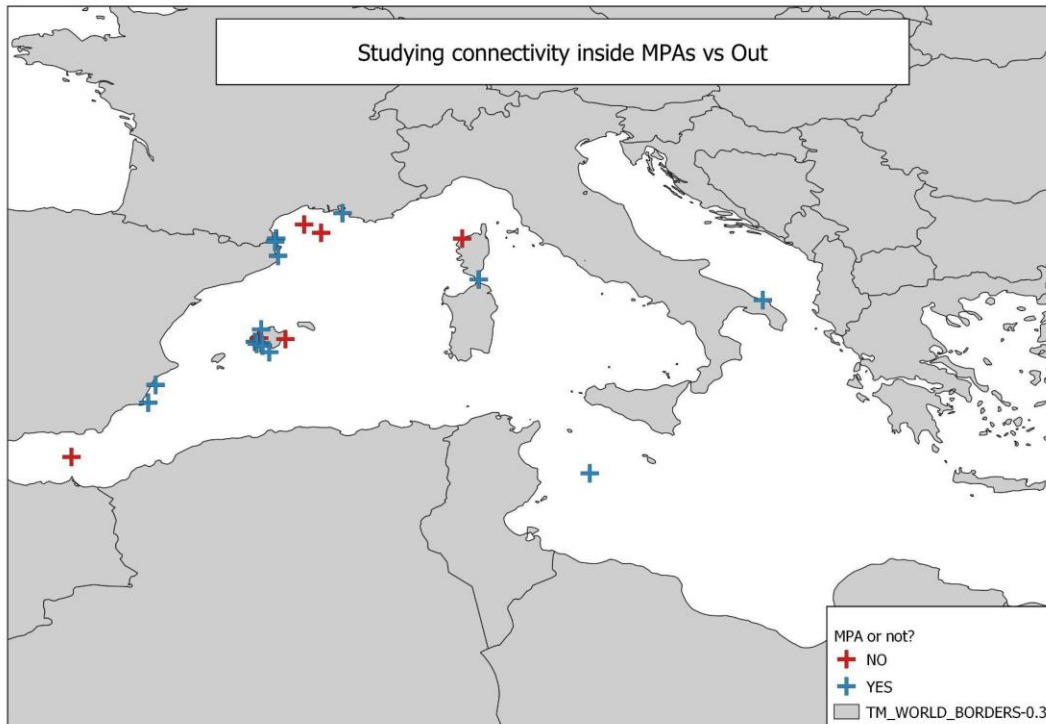 Studying connectivity inside MPAs vs Out
MPA or not?
NO
YES
TM_WORLD_BORDERS-0.3